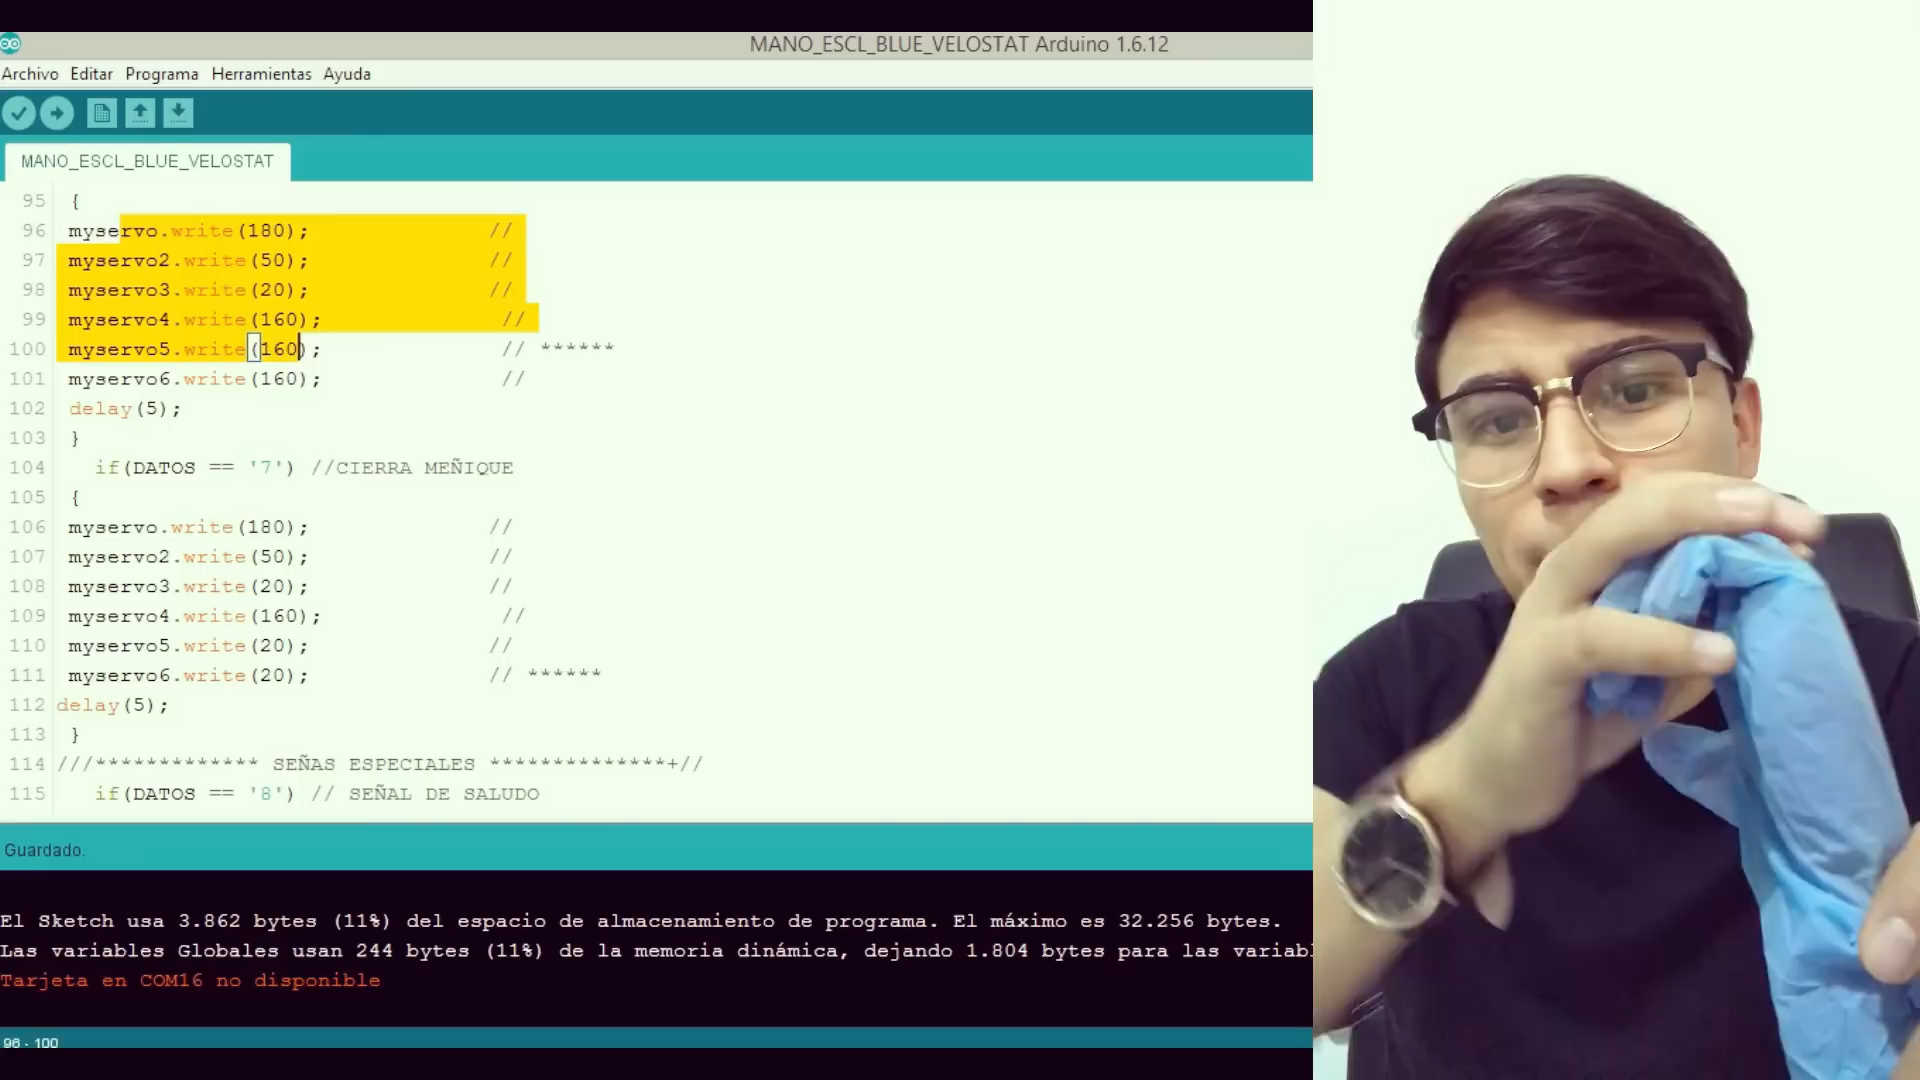 MANO_ESCL_BLUE_VELOSTAT Arduino 1.6.12
Archivo Editar Programa Herramientas Ayuda
MANO_ESCL_BLUE_VELOSTAT
95 {
96 myservo.write(180); //
97 myservo2.write(50); //
98 myservo3.write(20); //
99 myservo4.write(160); //
100 myservo5.write(160); // ******
101 myservo6.write(160); //
102 delay(5);
103 }
104 if(DATOS == '7') //CIERRA MEÑIQUE
105 {
106 myservo.write(180); //
107 myservo2.write(50); //
108 myservo3.write(20); //
109 myservo4.write(160); //
110 myservo5.write(20); //
111 myservo6.write(20); // ******
112 delay(5);
113 }
114 ///************* SEÑAS ESPECIALES **************+//
115 if(DATOS == '8') // SEÑAL DE SALUDO
Guardado.
El Sketch usa 3.862 bytes (11%) del espacio de almacenamiento de programa. El máximo es 32.256 bytes.
Las variables Globales usan 244 bytes (11%) de la memoria dinámica, dejando 1.804 bytes para las variabl
Tarjeta en COM16 no disponible
96 - 100